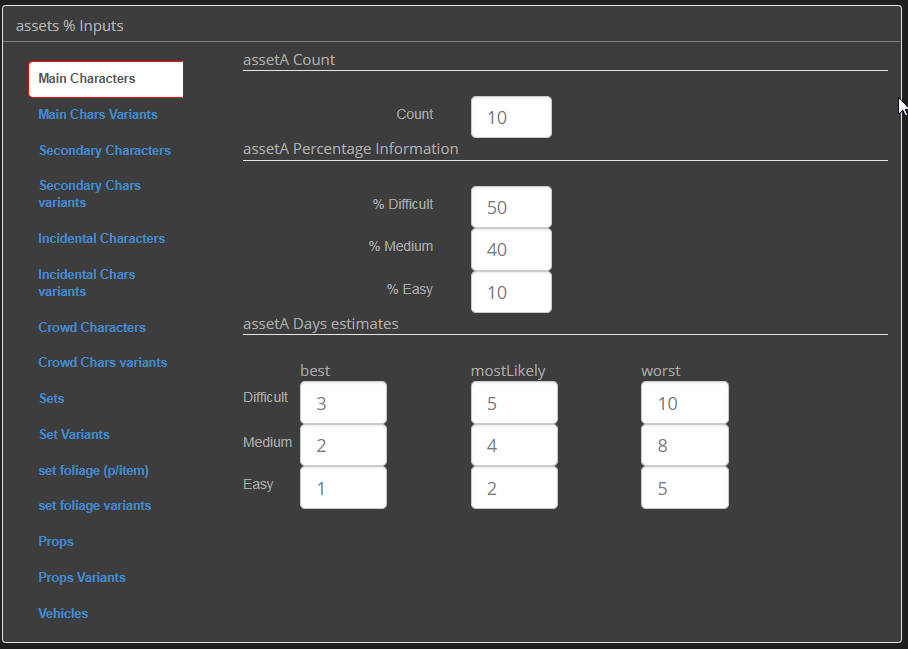 assets % Inputs
Main Characters
Main Chars Variants
Secondary Characters
Secondary Chars
variants
Incidental Characters
Incidental Chars
variants
Crowd Characters
Crowd Chars variants
Sets
Set Variants
set foliage (p/item)
set foliage variants
Props
Props Variants
Vehicles
assetA Count
Count 10
assetA Percentage Information
% Difficult 50
% Medium 40
% Easy 10
assetA Days estimates
best mostLikely worst
Difficult 3 5 10
Medium 2 4 8
Easy 1 2 5